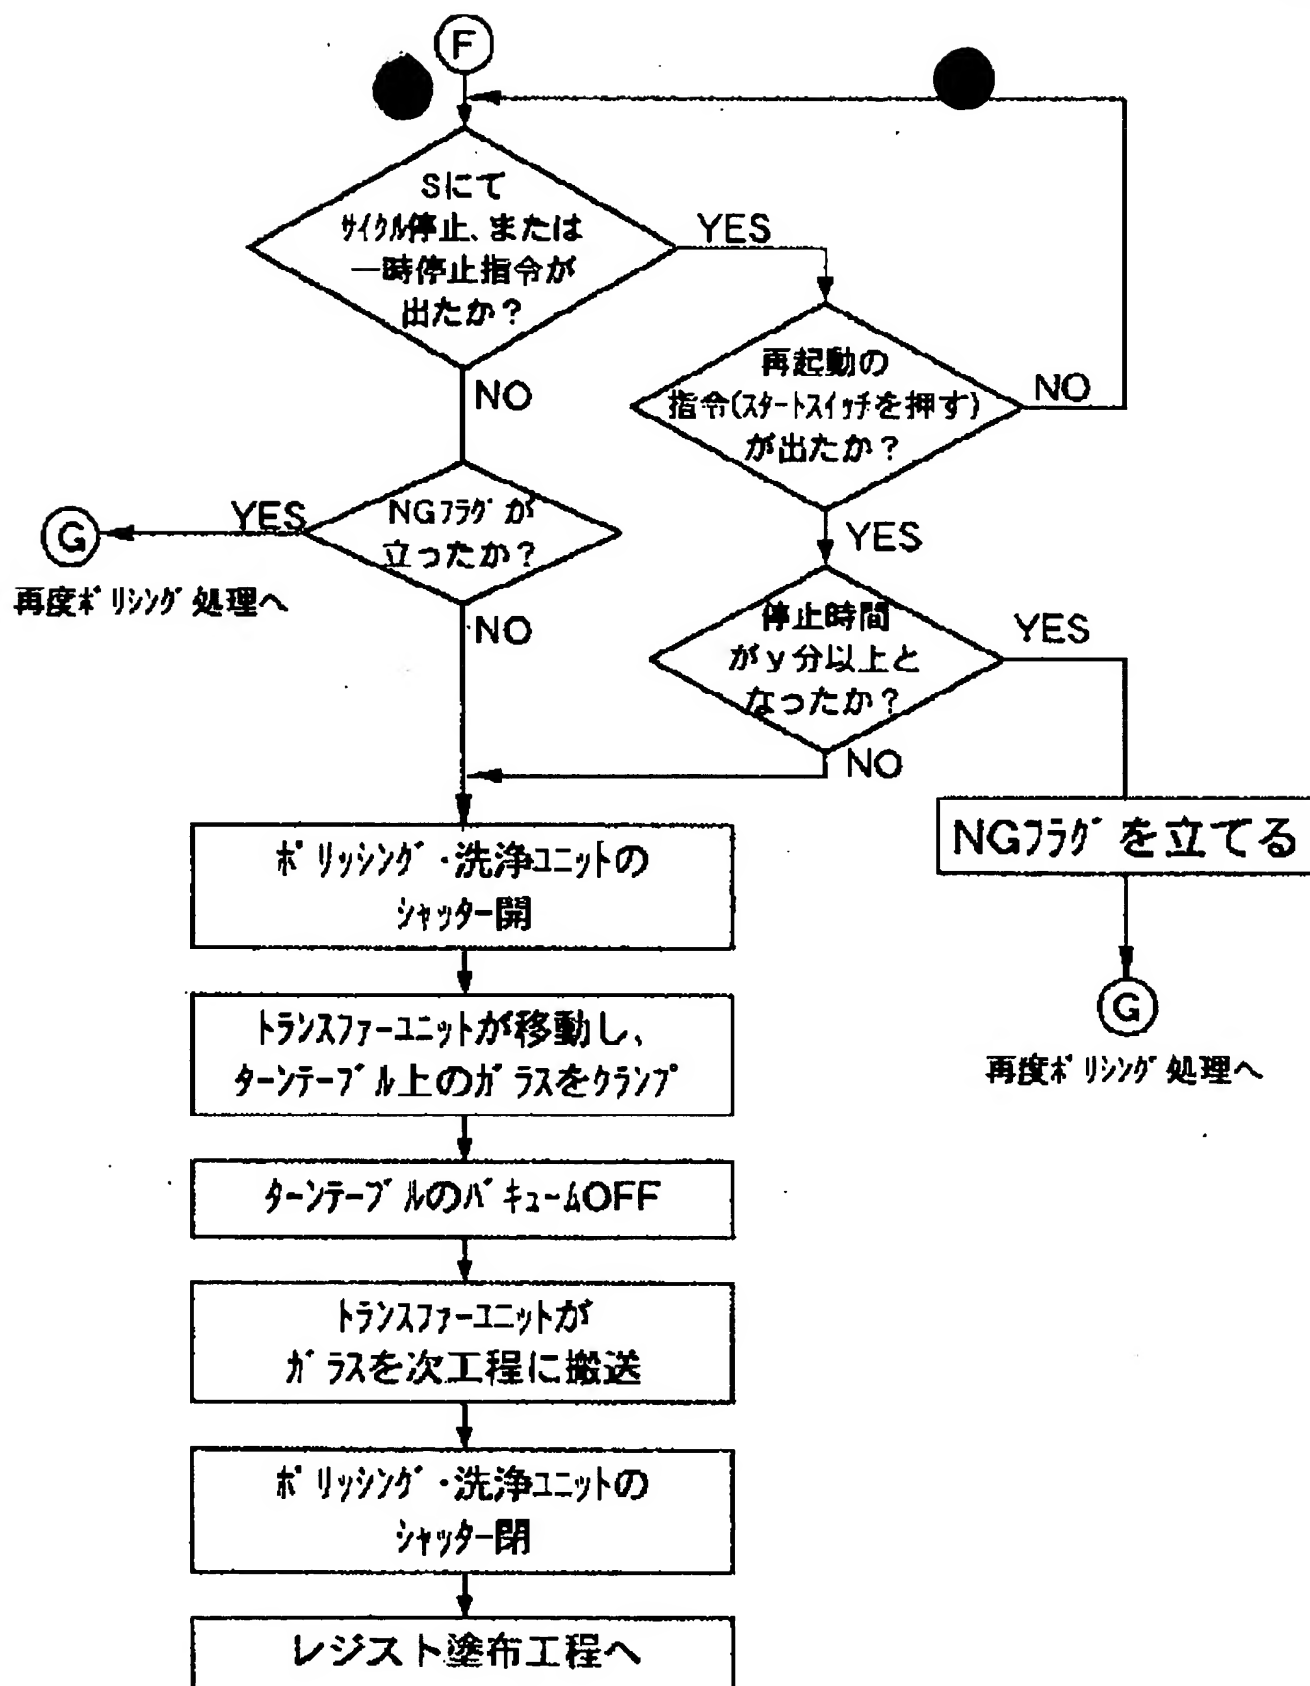 F
Sにて
ｻｲｸﾙ停止、または
一時停止指令が
出たか？
YES
NO
再起動の
指令(ｽﾀｰﾄｽｲｯﾁを押す)
が出たか？
NO
YES
NGﾌﾗｸﾞが
立ったか？
YES
G
再度ﾎﾟﾘｼﾝｸﾞ処理へ
NO
停止時間
がy分以上と
なったか？
YES
NO
NGﾌﾗｸﾞを立てる
G
再度ﾎﾟﾘｼﾝｸﾞ処理へ
ﾎﾟﾘｯｼﾝｸﾞ・洗浄ﾕﾆｯﾄの
ｼｬｯﾀｰ開
ﾄﾗﾝｽﾌｧｰﾕﾆｯﾄが移動し、
ﾀｰﾝﾃｰﾌﾞﾙ上のｶﾞﾗｽをｸﾗﾝﾌﾟ
ﾀｰﾝﾃｰﾌﾞﾙのﾊﾞｷｭｰﾑOFF
ﾄﾗﾝｽﾌｧｰﾕﾆｯﾄが
ｶﾞﾗｽを次工程に搬送
ﾎﾟﾘｯｼﾝｸﾞ・洗浄ﾕﾆｯﾄの
ｼｬｯﾀｰ閉
レジスト塗布工程へ